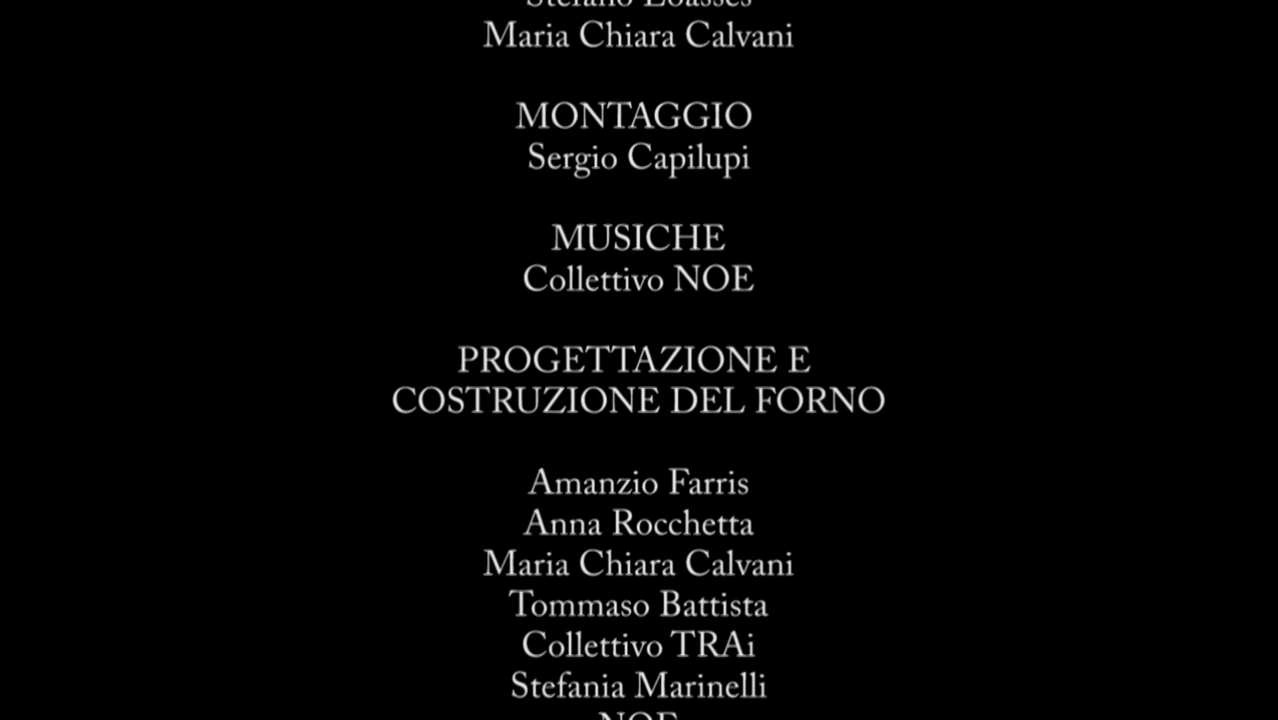 Maria Chiara Calvani
MONTAGGIO
Sergio Capilupi
MUSICHE
Collettivo NOE
PROGETTAZIONE E
COSTRUZIONE DEL FORNO
Amanzio Farris
Anna Rocchetta
Maria Chiara Calvani
Tommaso Battista
Collettivo TRAi
Stefania Marinelli
NOE